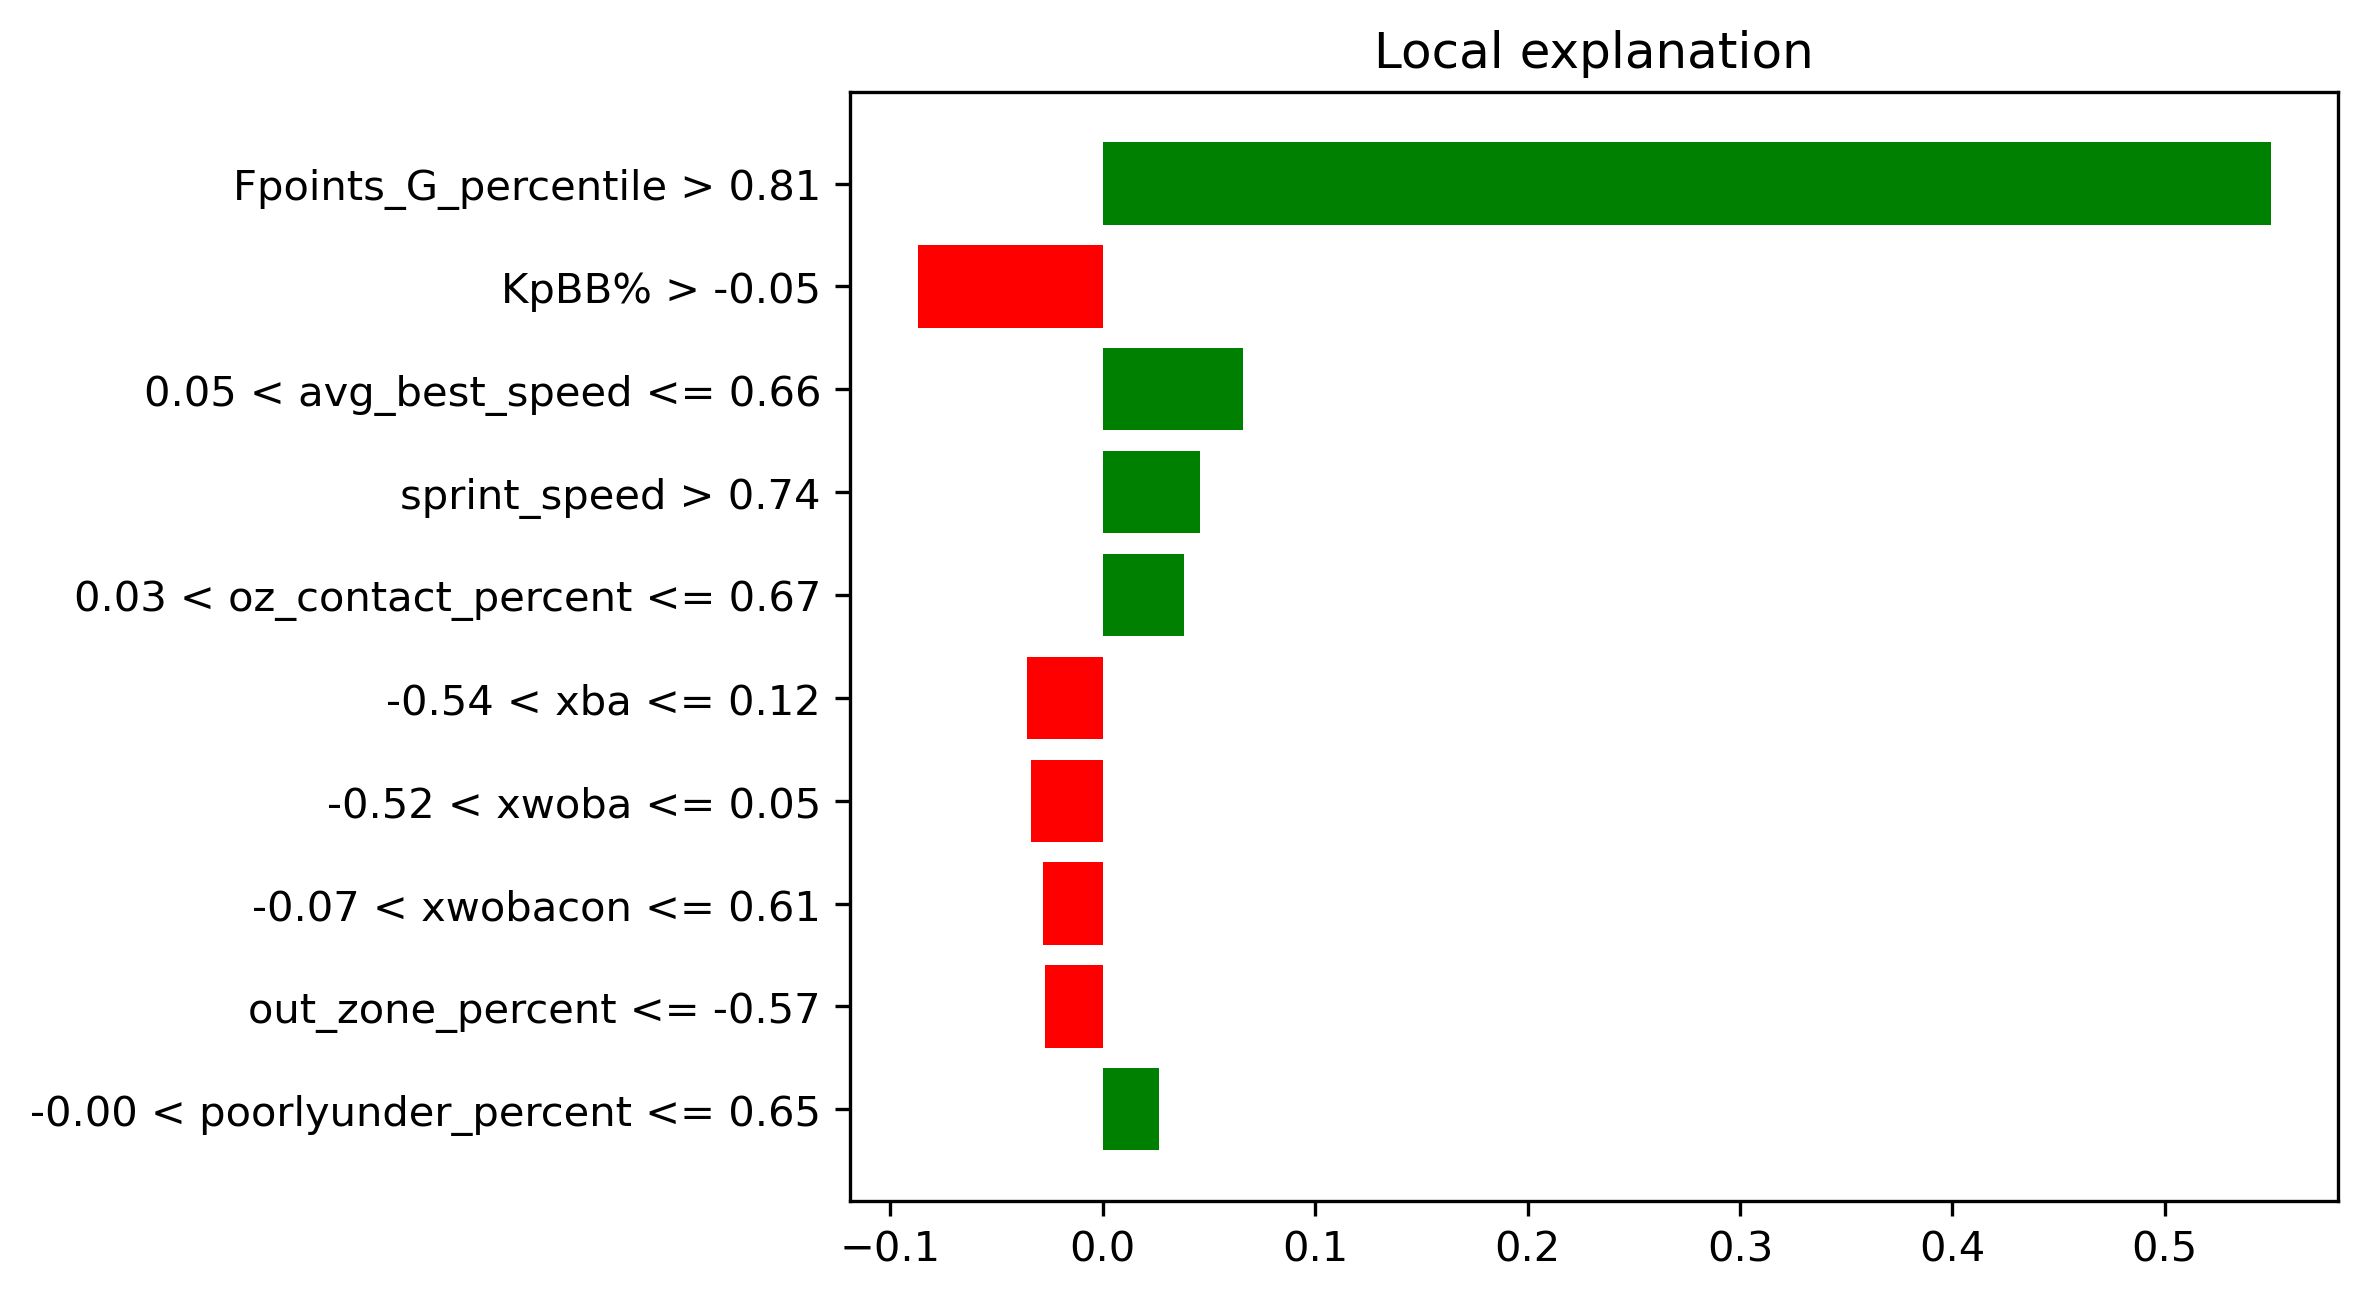 Local explanation
Fpoints_G_percentile > 0.81
KpBB% > -0.05
0.05 < avg_best_speed <= 0.66
sprint_speed > 0.74
0.03 < oz_contact_percent <= 0.67
-0.54 < xba <= 0.12
-0.52 < xwoba <= 0.05
-0.07 < xwobacon <= 0.61
out_zone_percent <= -0.57
-0.00 < poorlyunder_percent <= 0.65
−0.1 0.0 0.1 0.2 0.3 0.4 0.5